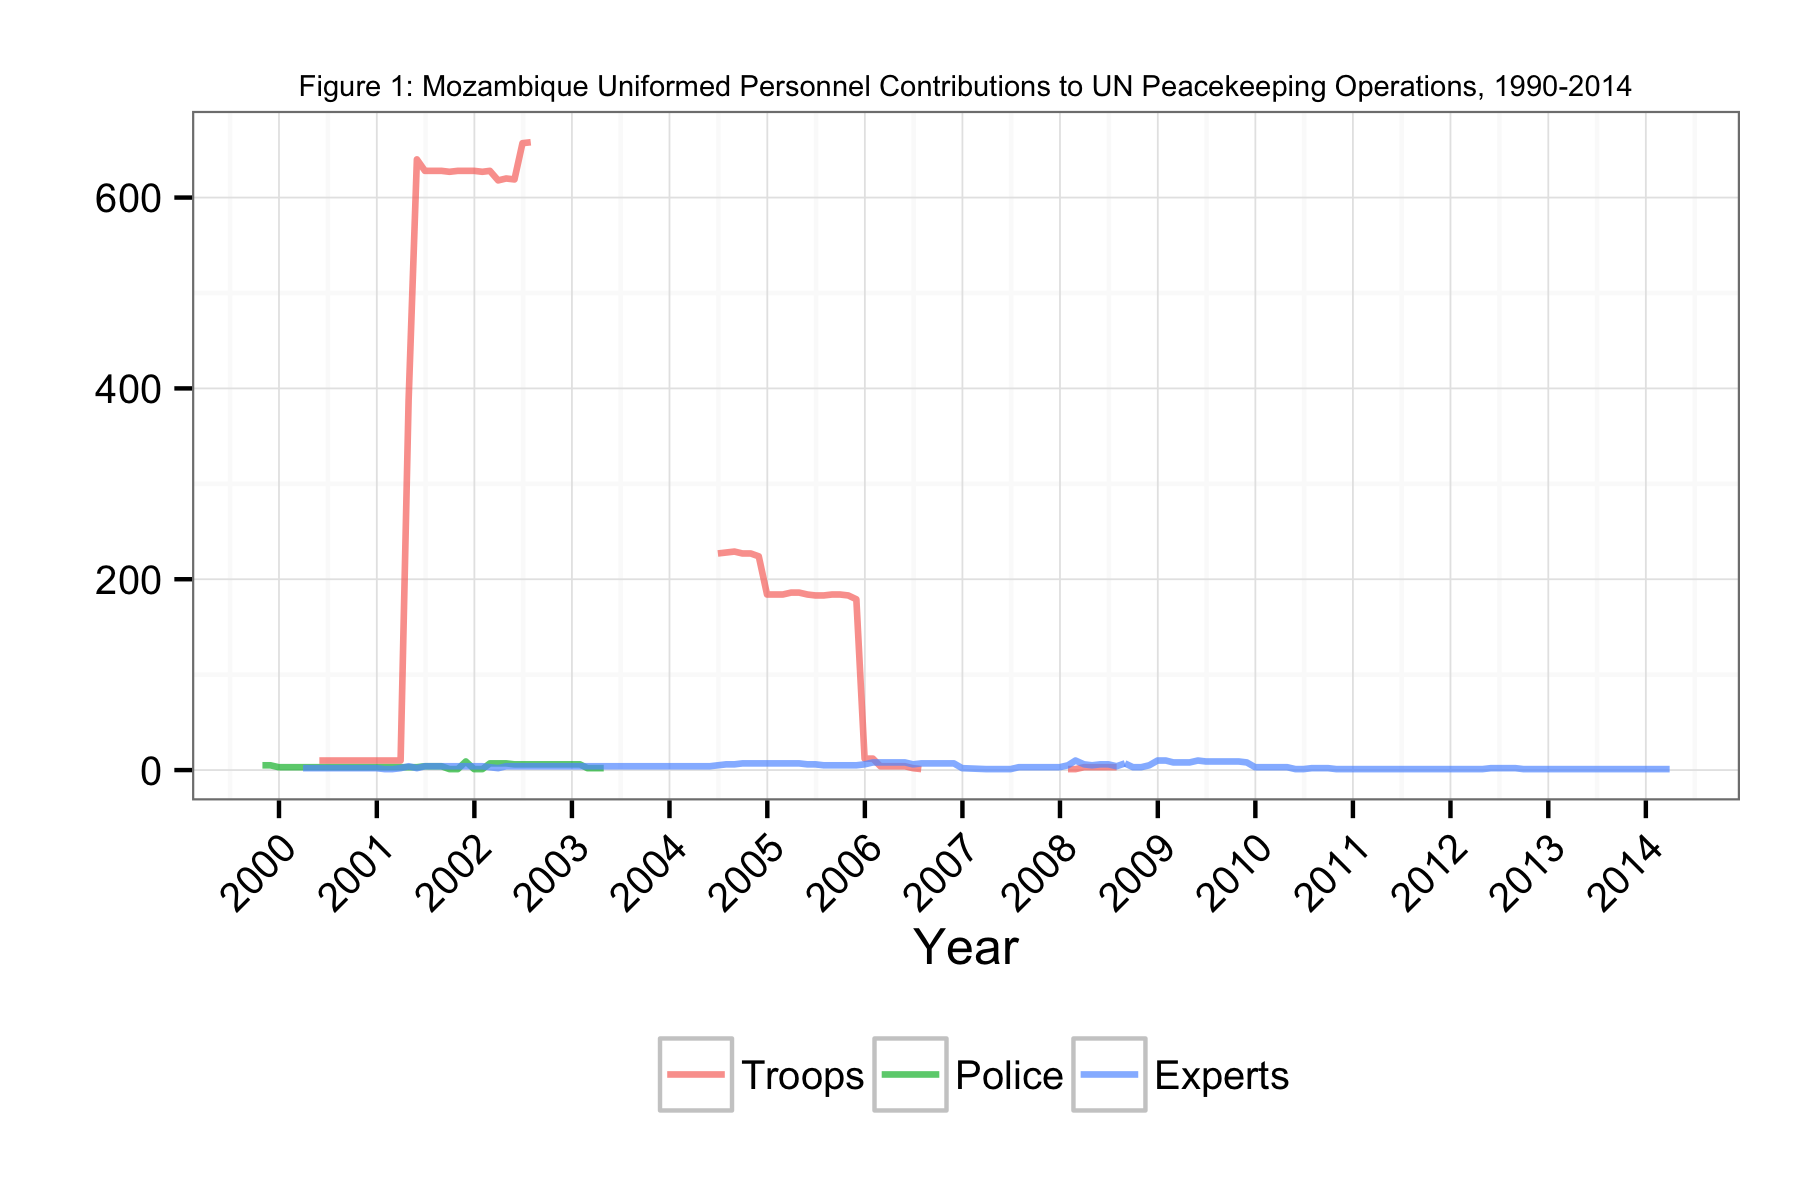 Figure 1: Mozambique Uniformed Personnel Contributions to UN Peacekeeping Operations, 1990-2014
600
400
200
0
2000 2001 2002 2003 2004 2005 2006 2007 2008 2009 2010 2011 2012 2013 2014
Year
Troops Police Experts